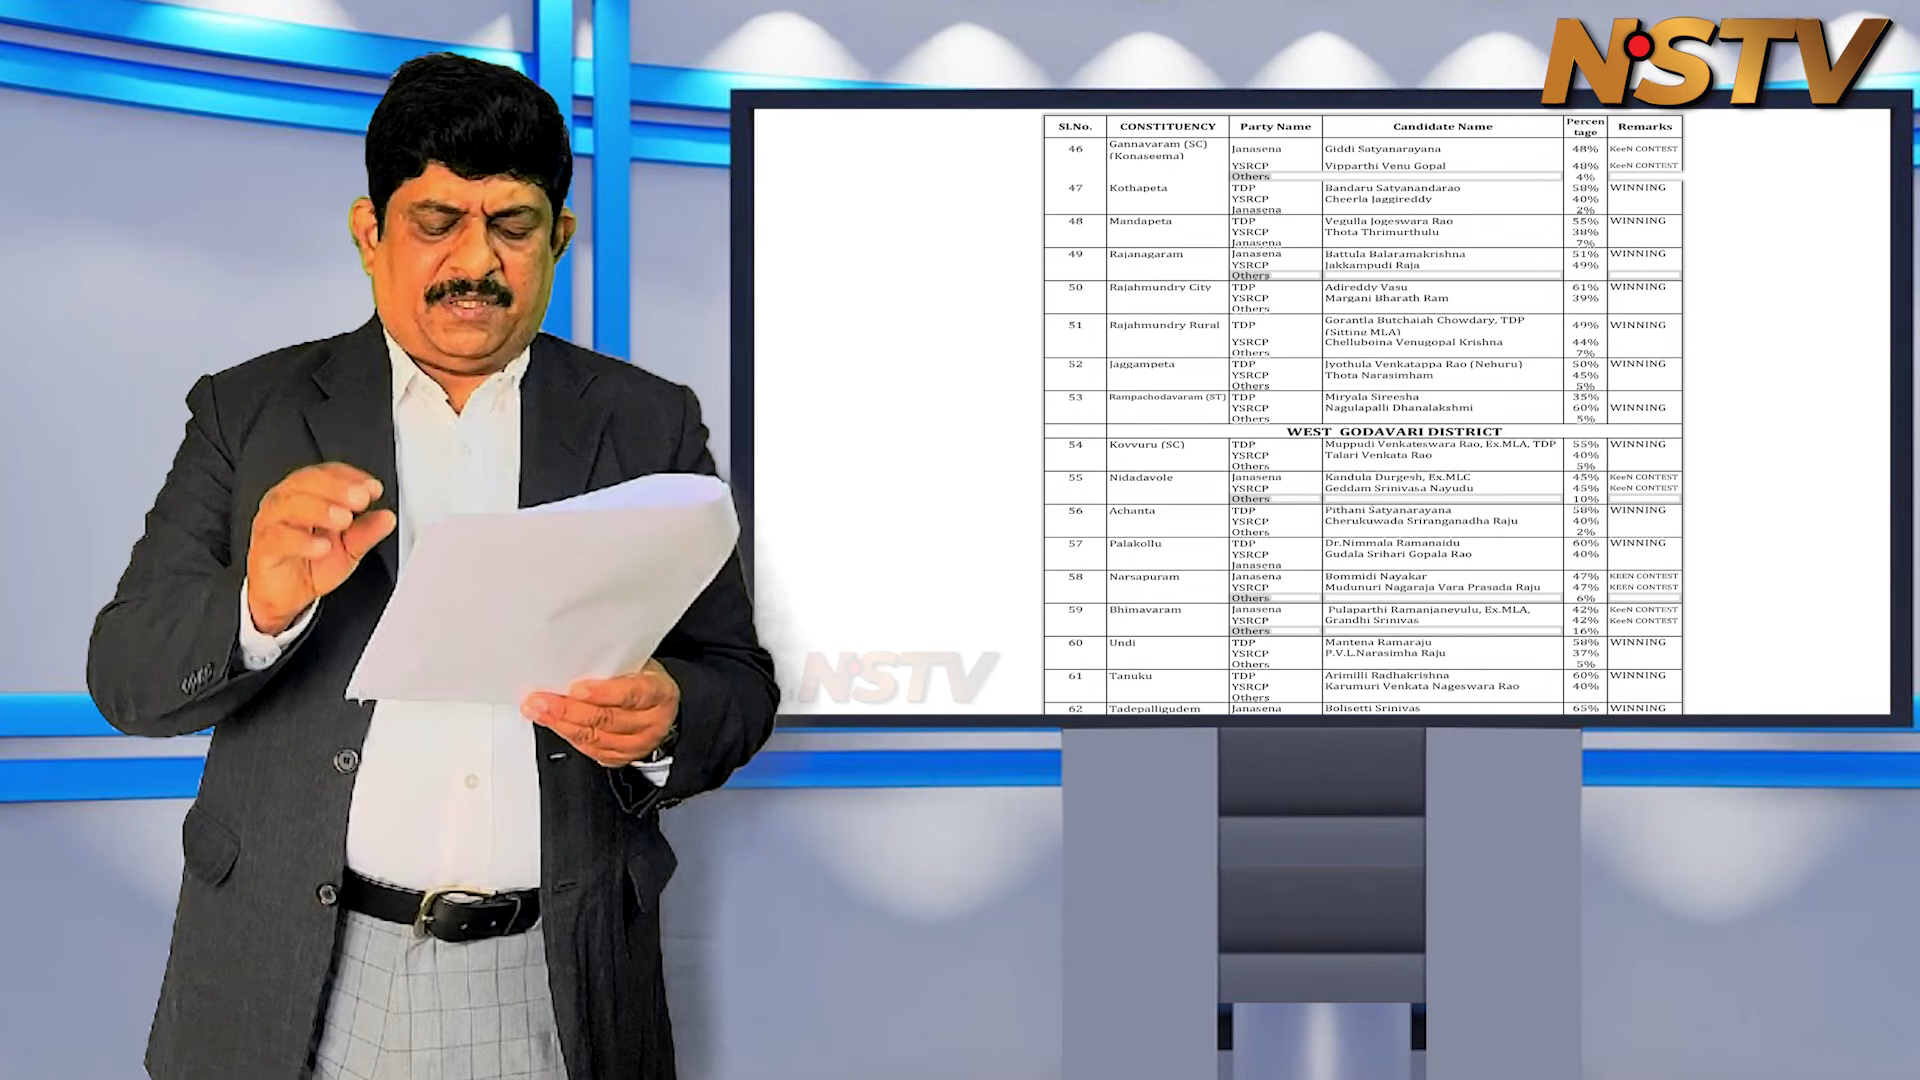 NSTV
Sl.No. CONSTITUENCY Party Name Candidate Name Percen tage Remarks
46 Gannavaram (SC) (Konaseema) Janasena Giddi Satyanarayana 48% KeeN CONTEST
YSRCP Vipparthi Venu Gopal 48% KeeN CONTEST
Others 4%
47 Kothapeta TDP Bandaru Satyanandarao 58% WINNING
YSRCP Cheerla Jaggireddy 40%
Janasena 2%
48 Mandapeta TDP Vegulla Jogeswara Rao 55% WINNING
YSRCP Thota Thrimurthulu 38%
Janasena 7%
49 Rajanagaram Janasena Battula Balaramakrishna 51% WINNING
YSRCP Jakkampudi Raja 49%
Others
50 Rajahmundry City TDP Adireddy Vasu 61% WINNING
YSRCP Margani Bharath Ram 39%
Others
51 Rajahmundry Rural TDP Gorantla Butchaiah Chowdary, TDP (Sitting MLA) 49% WINNING
YSRCP Chelluboina Venugopal Krishna 44%
Others 7%
52 Jaggampeta TDP Jyothula Venkatappa Rao (Nehuru) 50% WINNING
YSRCP Thota Narasimham 45%
Others 5%
53 Rampachodavaram (ST) TDP Miryala Sireesha 35%
YSRCP Nagulapalli Dhanalakshmi 60% WINNING
Others 5%
WEST GODAVARI DISTRICT
54 Kovvuru (SC) TDP Muppudi Venkateswara Rao, Ex.MLA, TDP 55% WINNING
YSRCP Talari Venkata Rao 40%
Others 5%
55 Nidadavole Janasena Kandula Durgesh, Ex.MLC 45% KeeN CONTEST
YSRCP Geddam Srinivasa Nayudu 45% KeeN CONTEST
Others 10%
56 Achanta TDP Pithani Satyanarayana 58% WINNING
YSRCP Cherukuwada Sriranganadha Raju 40%
Others 2%
57 Palakollu TDP Dr.Nimmala Ramanaidu 60% WINNING
YSRCP Gudala Srihari Gopala Rao 40%
Janasena
58 Narsapuram Janasena Bommidi Nayakar 47% KEEN CONTEST
YSRCP Mudunuri Nagaraja Vara Prasada Raju 47% KEEN CONTEST
Others 6%
59 Bhimavaram Janasena Pulaparthi Ramanjaneyulu, Ex.MLA, 42% KeeN CONTEST
YSRCP Grandhi Srinivas 42% KeeN CONTEST
Others 16%
60 Undi TDP Mantena Ramaraju 58% WINNING
YSRCP P.V.L.Narasimha Raju 37%
Others 5%
61 Tanuku TDP Arimilli Radhakrishna 60% WINNING
YSRCP Karumuri Venkata Nageswara Rao 40%
Others
62 Tadepalligudem Janasena Bolisetti Srinivas 65% WINNING
NSTV